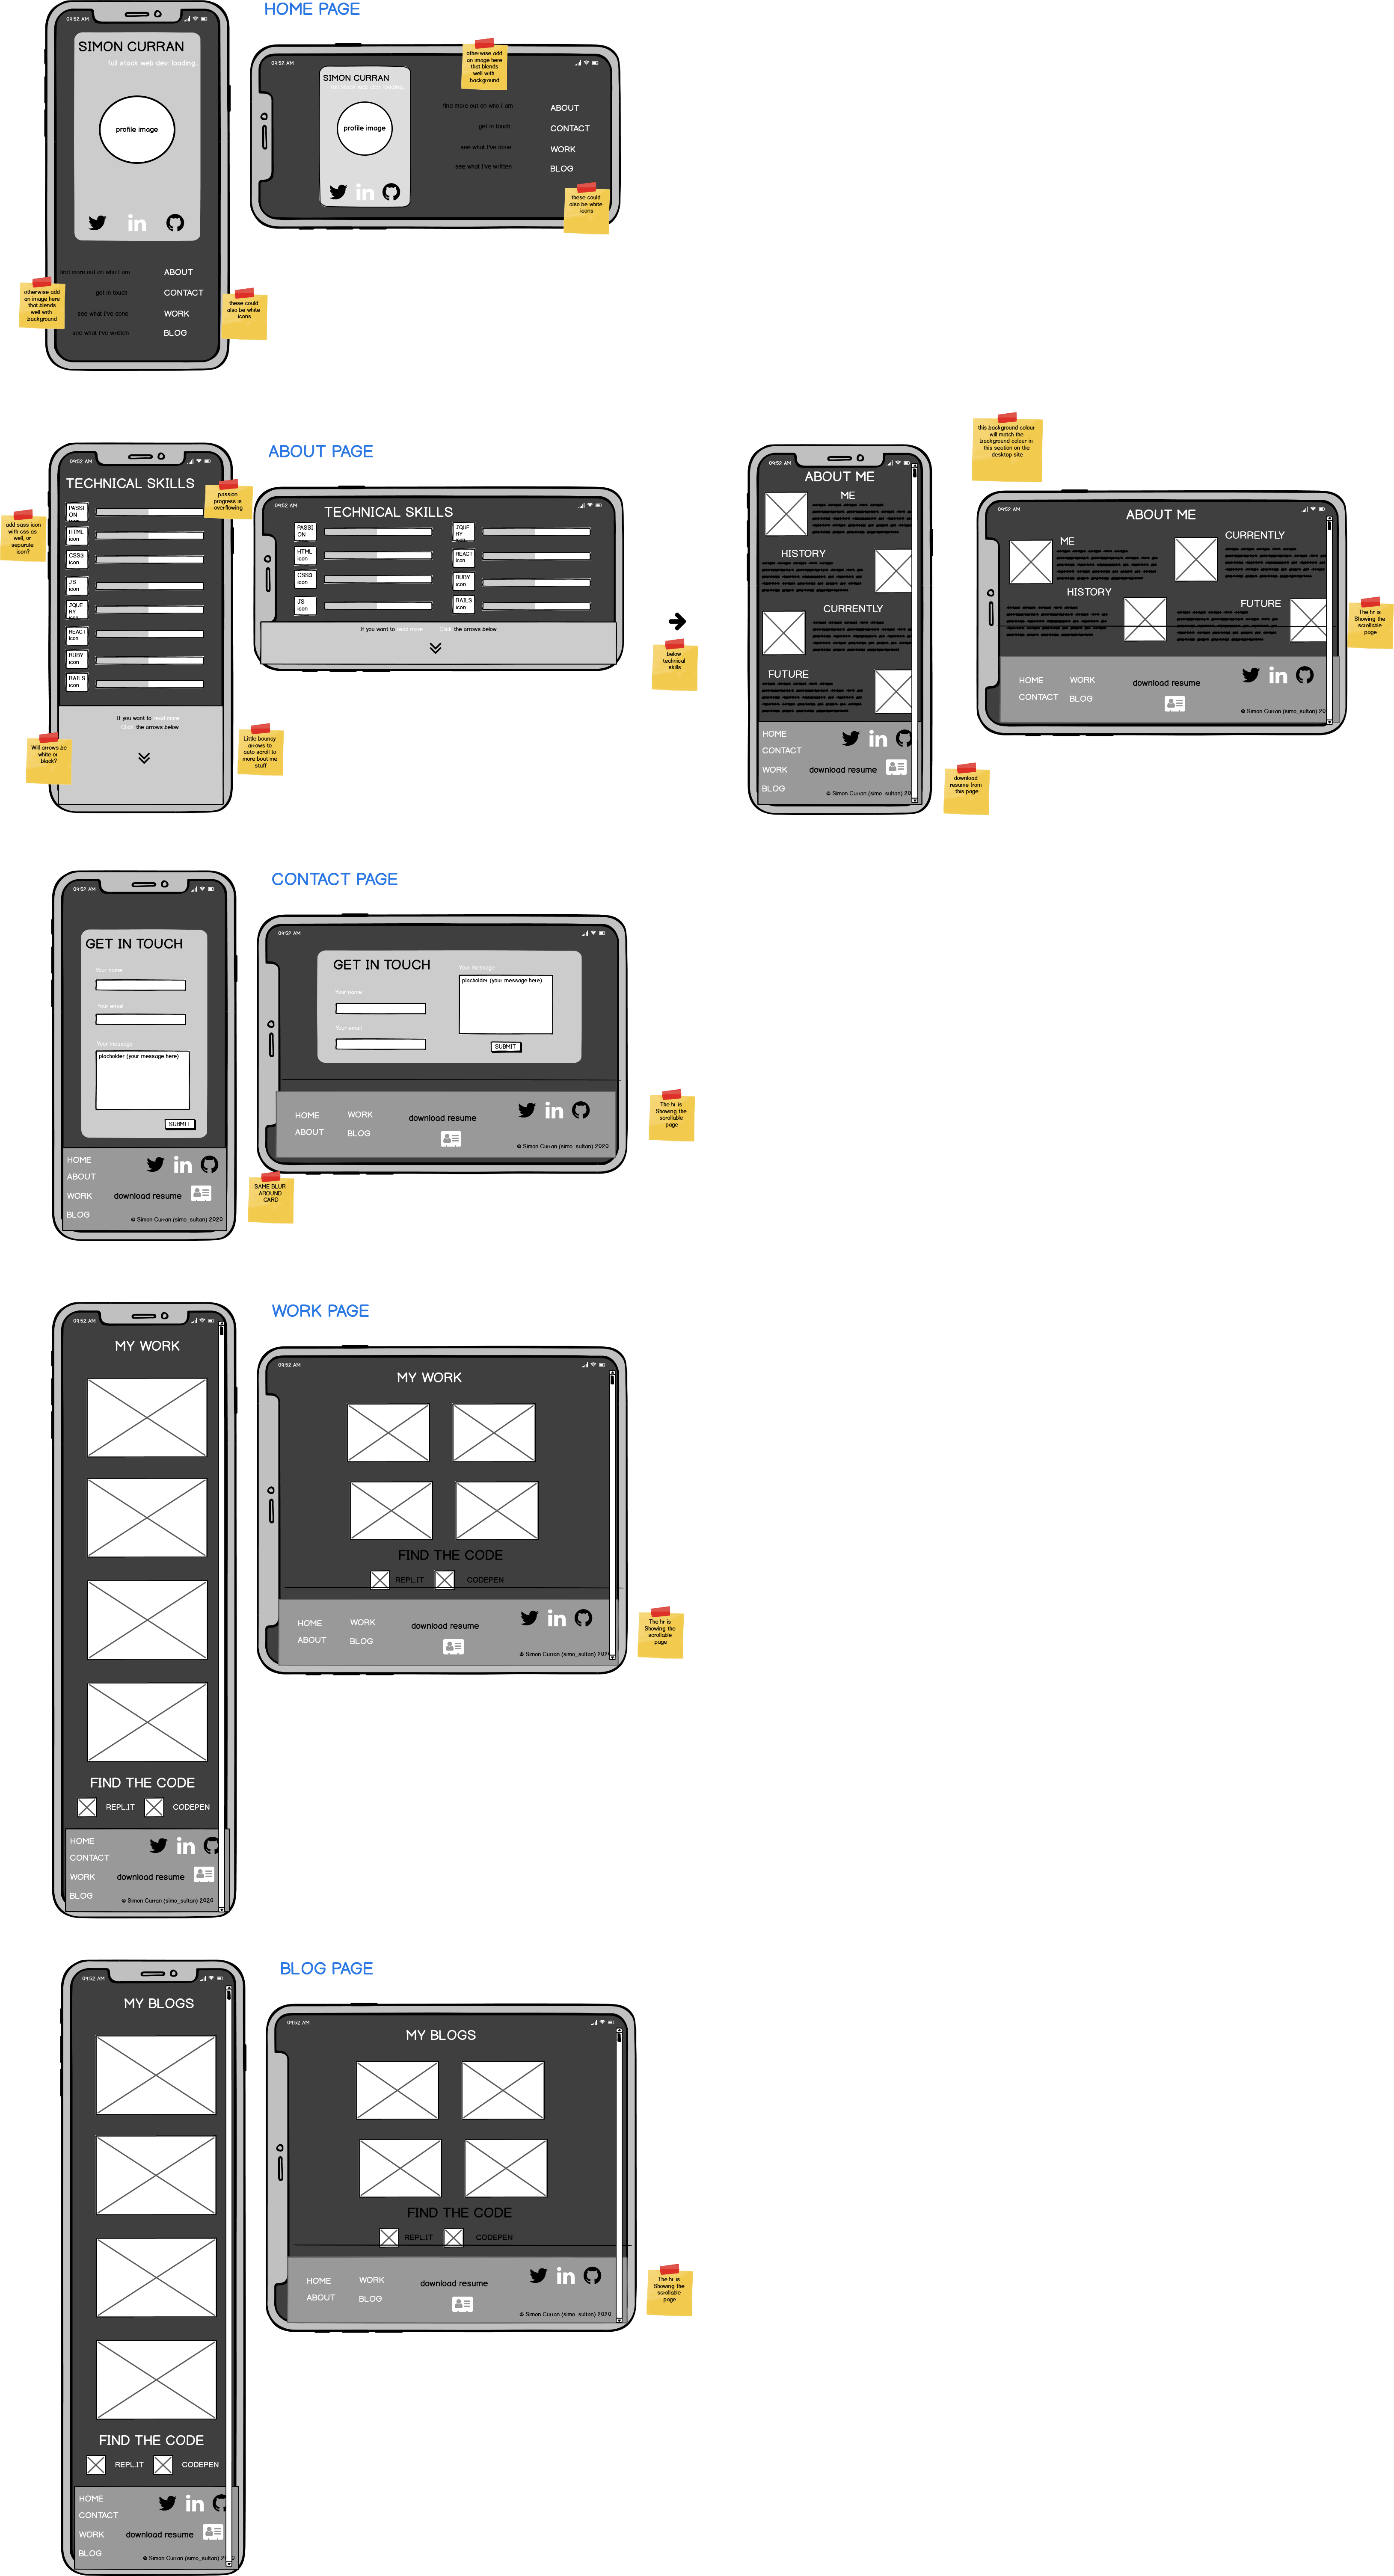 HOME PAGE
09:52 AM
SIMON CURRAN
full stack web dev: loading...
profile image
find more out on who I am
ABOUT
get in touch
CONTACT
see what I've done
WORK
see what I've written
BLOG
otherwise add
an image here
that blends
well with
background
these could
also be white
icons
09:52 AM
SIMON CURRAN
full stack web dev: loading...
profile image
otherwise add
an image here
that blends
well with
background
find more out on who I am
ABOUT
get in touch
CONTACT
see what I've done
WORK
see what I've written
BLOG
these could
also be white
icons
ABOUT PAGE
09:52 AM
TECHNICAL SKILLS
passion
progress is
overflowing
add sass icon
with css as
well, or
separate
icon?
PASSI
ON
HTML
icon
CSS3
icon
JS
icon
JQUE
RY
REACT
icon
RUBY
icon
RAILS
icon
If you want to read more
Click the arrows below
Will arrows be
white or
black?
Little bouncy
arrows to
auto scroll to
more bout me
stuff
09:52 AM
TECHNICAL SKILLS
PASSI
ON
HTML
icon
CSS3
icon
JS
icon
JQUE
RY
REACT
icon
RUBY
icon
RAILS
icon
If you want to read more Click the arrows below
below
technical
skills
09:52 AM
ABOUT ME
ME
HISTORY
CURRENTLY
FUTURE
HOME
CONTACT
WORK
download resume
BLOG
© Simon Curran (simo_sultan) 20
this background colour
will match the
background colour in
this section on the
desktop site
09:52 AM
ABOUT ME
ME
CURRENTLY
HISTORY
FUTURE
HOME
WORK
download resume
CONTACT
BLOG
© Simon Curran (simo_sultan) 20
The hr is
Showing the
scrollable
page
download
resume from
this page
CONTACT PAGE
09:52 AM
GET IN TOUCH
Your name
Your email
Your message
placholder (your message here)
SUBMIT
HOME
ABOUT
WORK
download resume
BLOG
© Simon Curran (simo_sultan) 2020
09:52 AM
GET IN TOUCH
Your message
placholder (your message here)
Your name
Your email
SUBMIT
HOME
WORK
download resume
ABOUT
BLOG
© Simon Curran (simo_sultan) 2020
The hr is
Showing the
scrollable
page
SAME BLUR
AROUND
CARD
WORK PAGE
09:52 AM
MY WORK
FIND THE CODE
REPL.IT
CODEPEN
HOME
CONTACT
WORK
download resume
BLOG
© Simon Curran (simo_sultan) 2020
09:52 AM
MY WORK
FIND THE CODE
REPL.IT
CODEPEN
HOME
WORK
download resume
ABOUT
BLOG
© Simon Curran (simo_sultan) 202
The hr is
Showing the
scrollable
page
BLOG PAGE
09:52 AM
MY BLOGS
FIND THE CODE
REPL.IT
CODEPEN
HOME
CONTACT
WORK
download resume
BLOG
© Simon Curran (simo_sultan) 2
09:52 AM
MY BLOGS
FIND THE CODE
REPL.IT
CODEPEN
HOME
WORK
download resume
ABOUT
BLOG
© Simon Curran (simo_sultan) 2020
The hr is
Showing the
scrollable
page